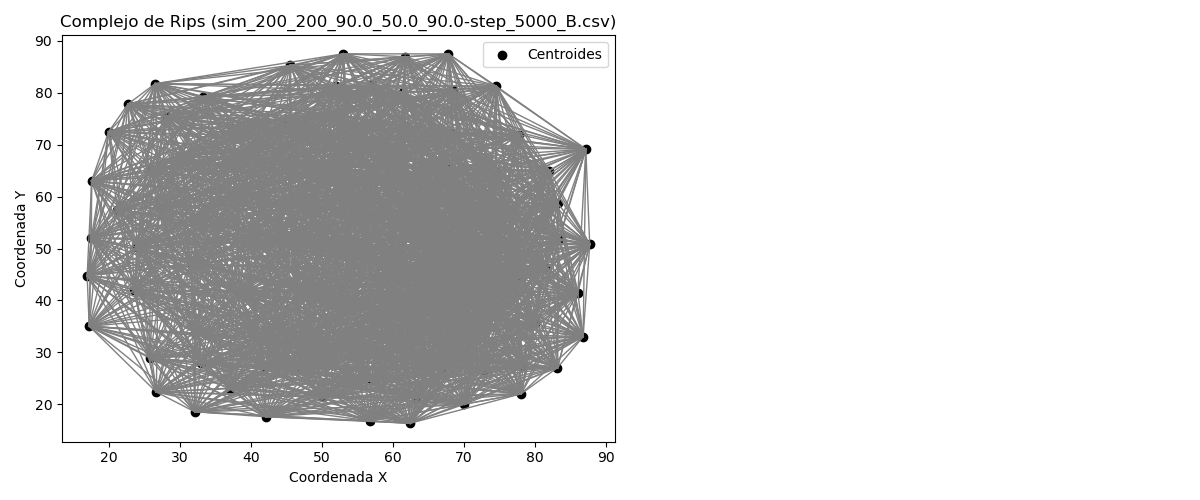 Complejo de Rips (sim_200_200_90.0_50.0_90.0-step_5000_B.csv)
Centroides
90
80
70
60
50
40
30
20
Coordenada Y
20 30 40 50 60 70 80 90
Coordenada X